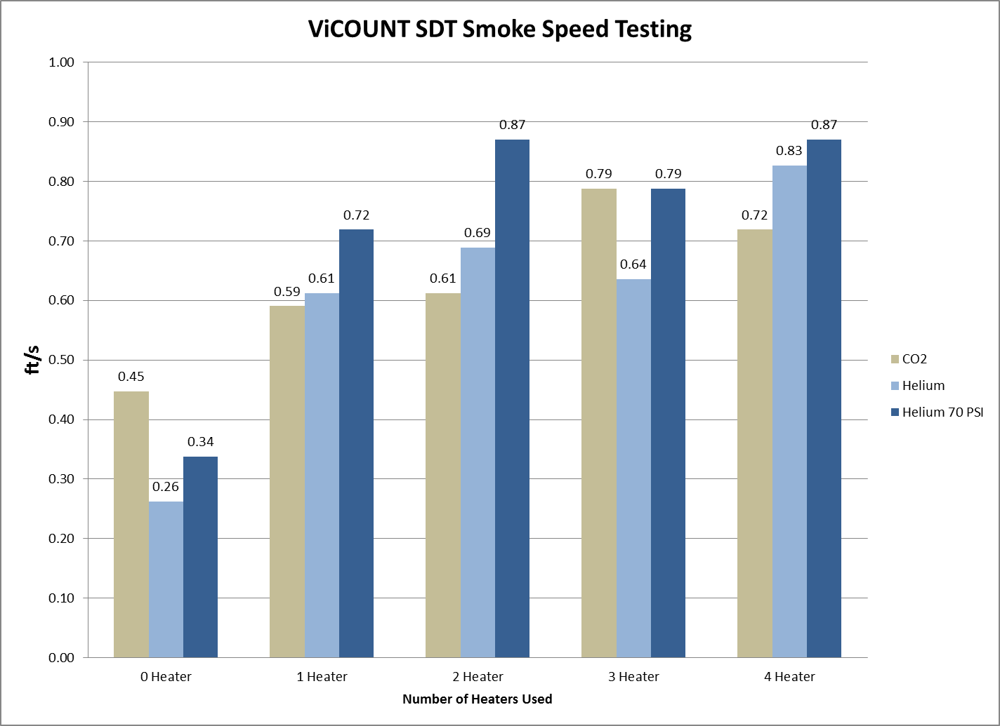 ViCOUNT SDT Smoke Speed Testing
1.00
0.90
0.80
0.70
0.60
0.50
0.40
0.30
0.20
0.10
0.00
ft/s
0.45
0.26
0.34
0.59
0.61
0.72
0.61
0.69
0.87
0.79
0.64
0.79
0.72
0.83
0.87
0 Heater
1 Heater
2 Heater
3 Heater
4 Heater
Number of Heaters Used
CO2
Helium
Helium 70 PSI